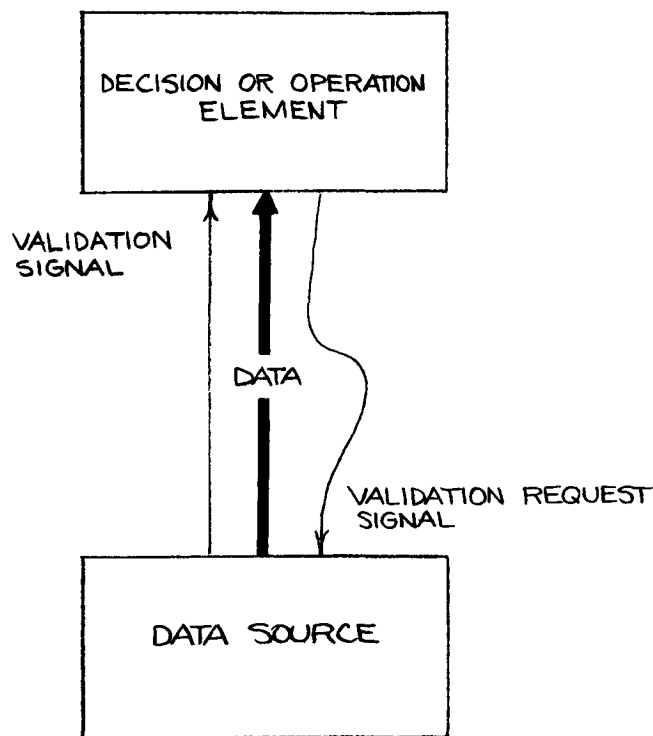 DECISION OR OPERATION
ELEMENT
VALIDATION
SIGNAL
DATA
VALIDATION REQUEST
SIGNAL
DATA SOURCE